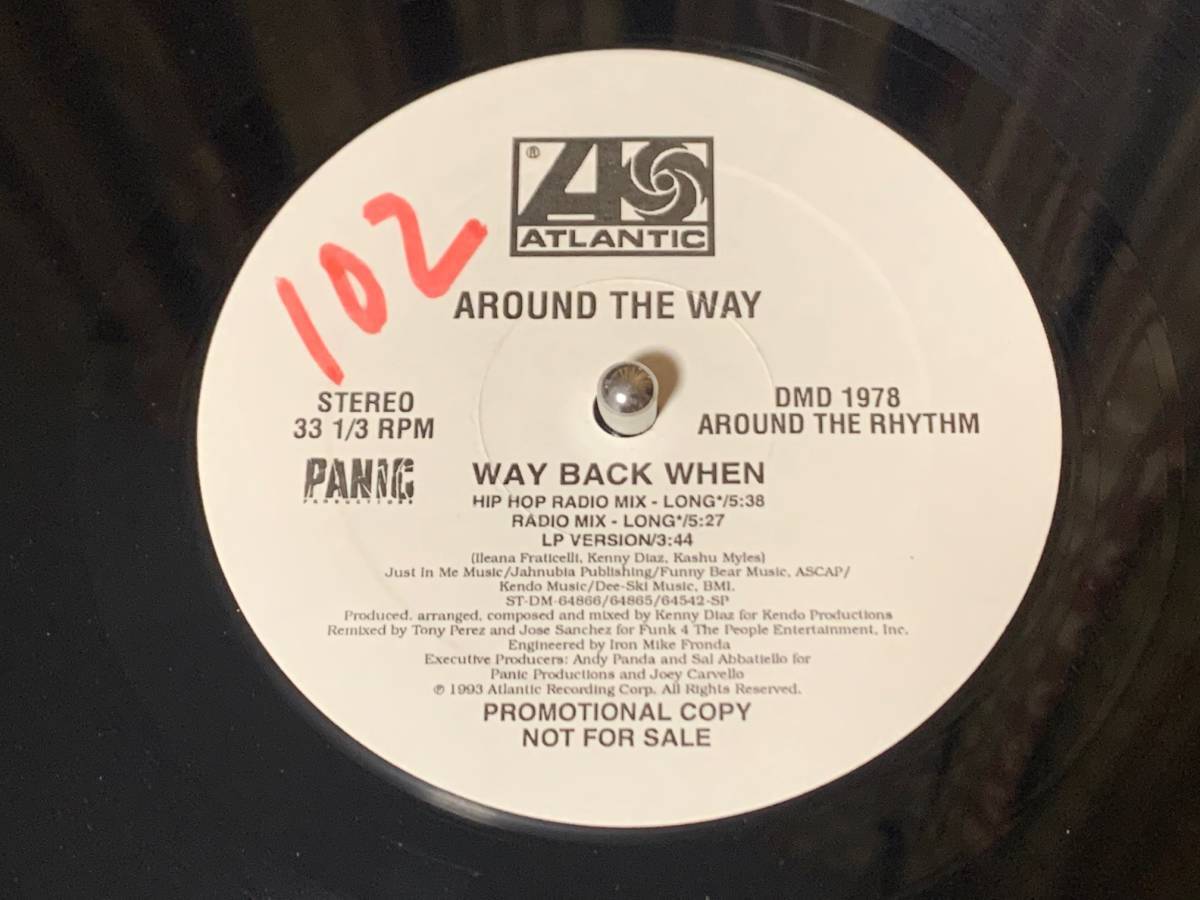 ®
ATLANTIC
102
AROUND THE WAY
STEREO
33 1/3 RPM
DMD 1978
AROUND THE RHYTHM
PANIC
PRODUCTIONS
WAY BACK WHEN
HIP HOP RADIO MIX - LONG*/5:38
RADIO MIX - LONG*/5:27
LP VERSION/3:44
(Ileana Fraticelli, Kenny Diaz, Kashu Myles)
Just In Me Music/Jahnubia Publishing/Funny Bear Music, ASCAP/
Kendo Music/Dee-Ski Music, BMI.
ST-DM-64866/64865/64542-SP
Produced, arranged, composed and mixed by Kenny Diaz for Kendo Productions
Remixed by Tony Perez and Jose Sanchez for Funk 4 The People Entertainment, Inc.
Engineered by Iron Mike Fronda
Executive Producers: Andy Panda and Sal Abbatiello for
Panic Productions and Joey Carvello
℗ 1993 Atlantic Recording Corp. All Rights Reserved.
PROMOTIONAL COPY
NOT FOR SALE